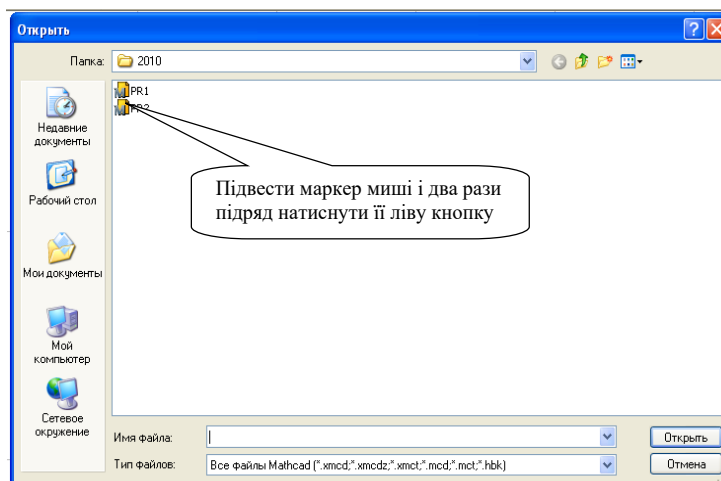 Открыть
Папка: 2010
PR1
PR2
Недавние
документы
Рабочий стол
Мои документы
Мой
компьютер
Сетевое
окружение
Підвести маркер миші і два рази
підряд натиснути її ліву кнопку
Имя файла:
Открыть
Тип файлов: Все файлы Mathcad (*.xmcd;*.xmcdz;*.xmct;*.mcd;*.mct;*.hbk)
Отмена